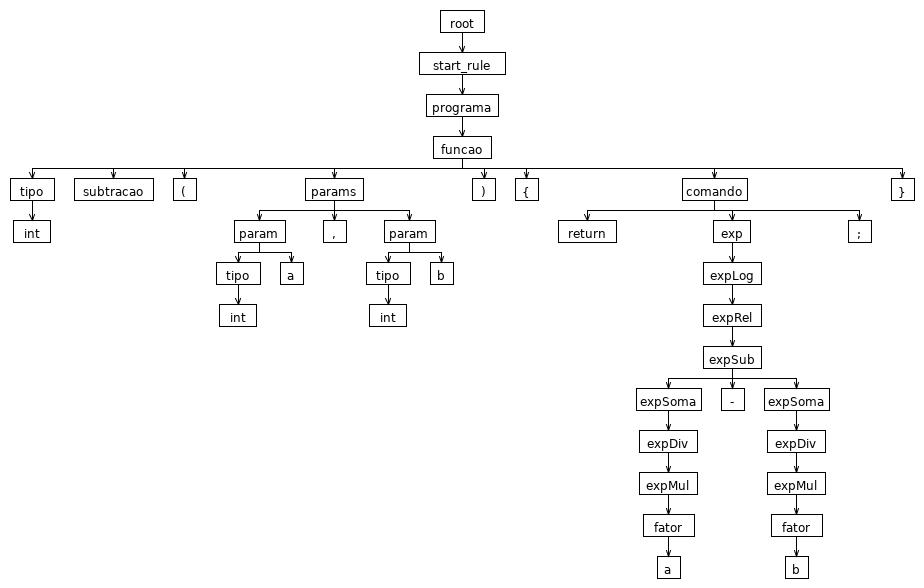 root
start_rule
programa
funcao
tipo subtracao ( params ) { comando }
int param , param return exp ;
tipo a tipo b expLog
int int expRel
expSub
expSoma - expSoma
expDiv expDiv
expMul expMul
fator fator
a b